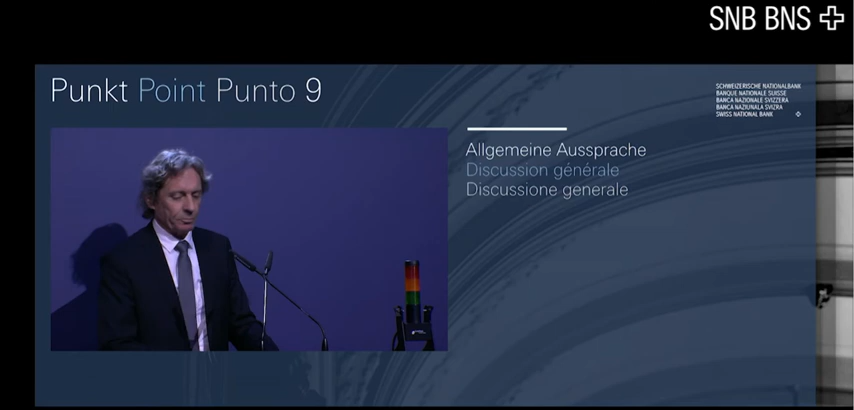 SNB BNS
Punkt Point Punto 9
SCHWEIZERISCHE NATIONALBANK
BANQUE NATIONALE SUISSE
BANCA NAZIONALE SVIZZERA
BANCA NAZIUNALA SVIZRA
SWISS NATIONAL BANK
Allgemeine Aussprache
Discussion générale
Discussione generale